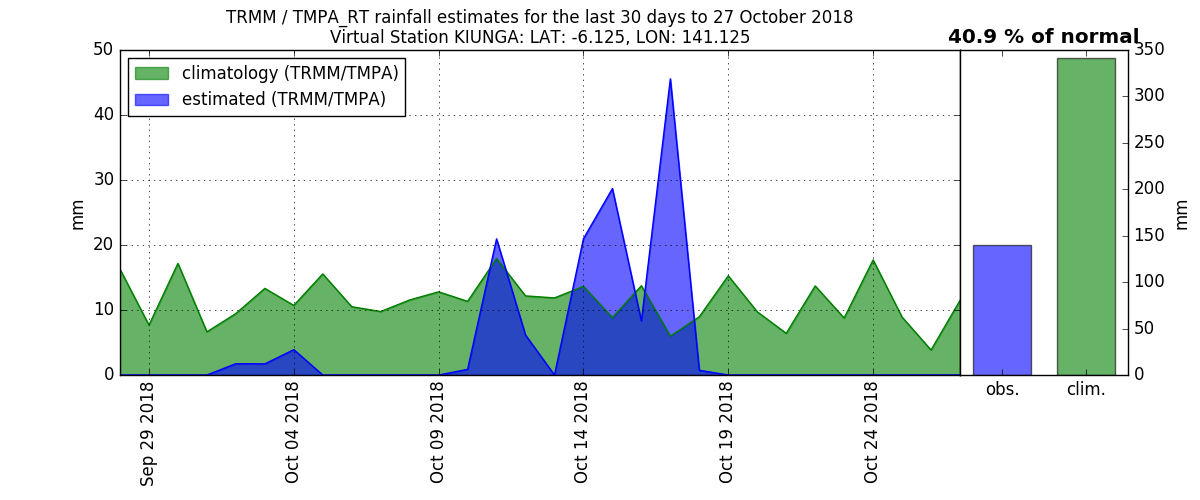 TRMM / TMPA_RT rainfall estimates for the last 30 days to 27 October 2018
Virtual Station KIUNGA: LAT: -6.125, LON: 141.125
40.9 % of normal
climatology (TRMM/TMPA)
estimated (TRMM/TMPA)
50
40
30
20
10
0
mm
Sep 29 2018
Oct 04 2018
Oct 09 2018
Oct 14 2018
Oct 19 2018
Oct 24 2018
350
300
250
200
150
100
50
0
mm
obs.
clim.